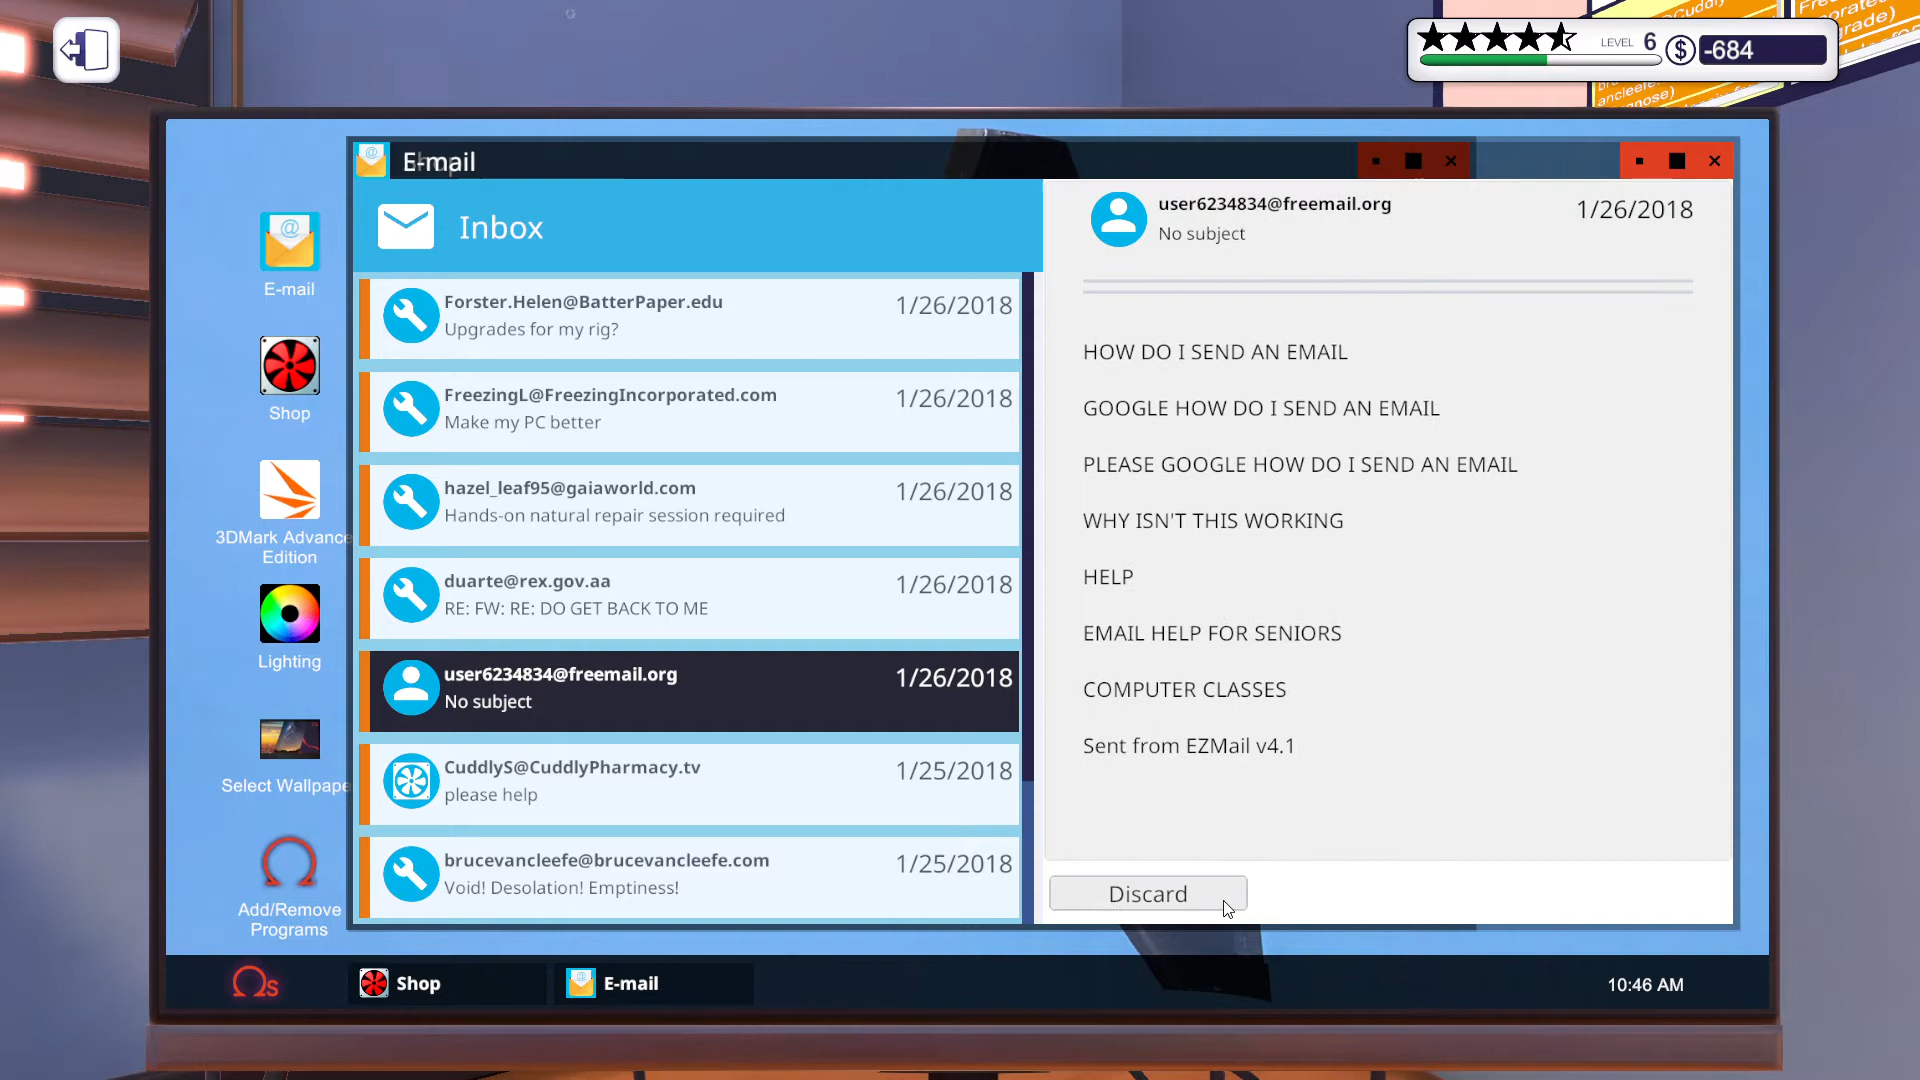 LEVEL 6
-684
E-mail
Inbox
user6234834@freemail.org
No subject
1/26/2018
Forster.Helen@BatterPaper.edu
1/26/2018
Upgrades for my rig?
FreezingL@FreezingIncorporated.com
1/26/2018
Make my PC better
hazel_leaf95@gaiaworld.com
1/26/2018
Hands-on natural repair session required
duarte@rex.gov.aa
1/26/2018
RE: FW: RE: DO GET BACK TO ME
user6234834@freemail.org
1/26/2018
No subject
CuddlyS@CuddlyPharmacy.tv
1/25/2018
please help
brucevancleefe@brucevancleefe.com
1/25/2018
Void! Desolation! Emptiness!
HOW DO I SEND AN EMAIL
GOOGLE HOW DO I SEND AN EMAIL
PLEASE GOOGLE HOW DO I SEND AN EMAIL
WHY ISN'T THIS WORKING
HELP
EMAIL HELP FOR SENIORS
COMPUTER CLASSES
Sent from EZMail v4.1
Discard
E-mail
Shop
3DMark Advance
Edition
Lighting
Select Wallpape
Add/Remove
Programs
Ωs
Shop
E-mail
10:46 AM